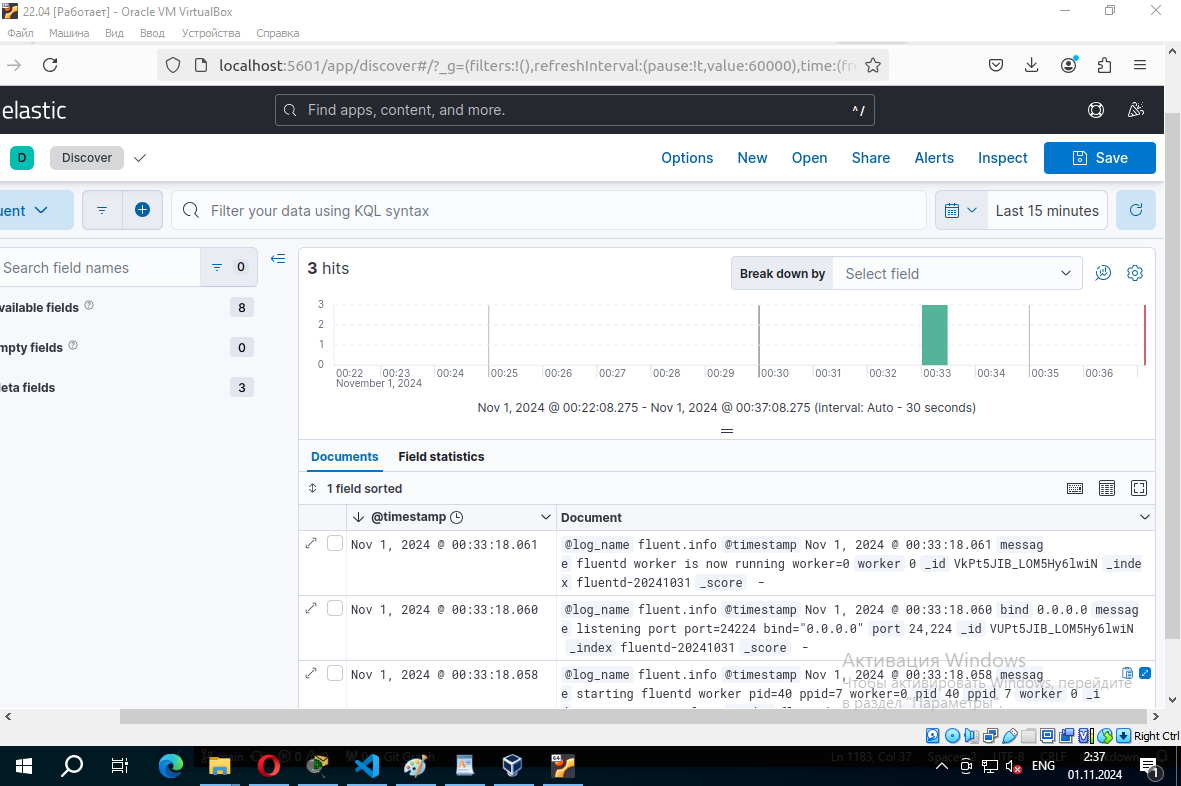 22.04 [Работает] - Oracle VM VirtualBox
Файл Машина Вид Ввод Устройства Справка
localhost:5601/app/discover#/?_g=(filters:!(),refreshInterval:(pause:!t,value:60000),time:(fr
elastic
Find apps, content, and more.
^/
D
Discover
Options New Open Share Alerts Inspect Save
uent
Filter your data using KQL syntax
Last 15 minutes
Search field names
0
vailable fields
8
mpty fields
0
eta fields
3
3 hits
Break down by
Select field
3
2
1
0
00:22 00:23 00:24 00:25 00:26 00:27 00:28 00:29 00:30 00:31 00:32 00:33 00:34 00:35 00:36
November 1, 2024
Nov 1, 2024 @ 00:22:08.275 - Nov 1, 2024 @ 00:37:08.275 (interval: Auto - 30 seconds)
Documents Field statistics
1 field sorted
@timestamp
Document
Nov 1, 2024 @ 00:33:18.061
@log_name fluent.info @timestamp Nov 1, 2024 @ 00:33:18.061 messag
e fluentd worker is now running worker=0 worker 0 _id VkPt5JIB_LOM5Hy6lwiN _inde
x fluentd-20241031 _score -
Nov 1, 2024 @ 00:33:18.060
@log_name fluent.info @timestamp Nov 1, 2024 @ 00:33:18.060 bind 0.0.0.0 messag
e listening port port=24224 bind="0.0.0.0" port 24,224 _id VUPt5JIB_LOM5Hy6lwiN
_index fluentd-20241031 _score -
Nov 1, 2024 @ 00:33:18.058
@log_name fluent.info @timestamp Nov 1, 2024 @ 00:33:18.058 messag
e starting fluentd worker pid=40 ppid=7 worker=0 pid 40 ppid 7 worker 0 _i
Активация Windows
Чтобы активировать Windows, перейдите
в раздел "Параметры".
Right Ctrl
main
Git Graph
Ln 1183, Col 37
UTF-8
CRLF
ENG
2:37
01.11.2024
1